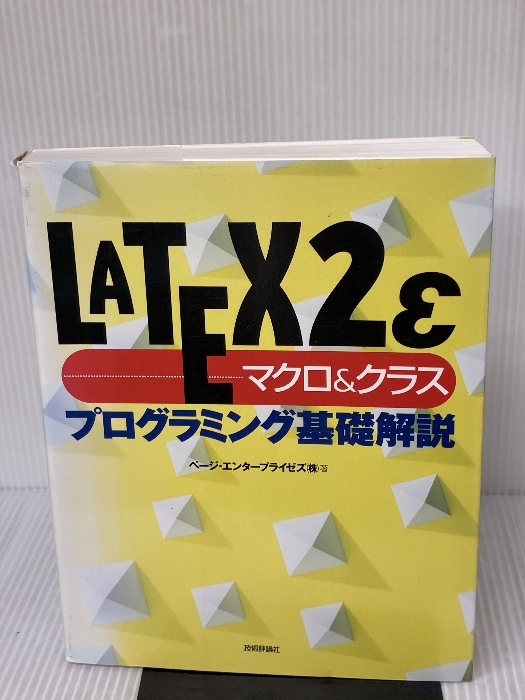 LATEX2ε
マクロ&クラス
プログラミング基礎解説
ページ・エンタープライゼズ(株)・著
技術評論社